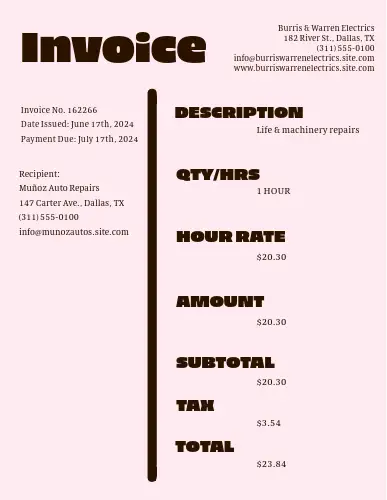 Invoice
Burris & Warren Electrics
182 River St., Dallas, TX
(311) 555-0100
info@burriswarrenelectrics.site.com
www.burriswarrenelectrics.site.com
Invoice No. 162266
Date Issued: June 17th, 2024
Payment Due: July 17th, 2024
Recipient:
Muñoz Auto Repairs
147 Carter Ave., Dallas, TX
(311) 555-0100
info@munozautos.site.com
DESCRIPTION
Life & machinery repairs
QTY/HRS
1 HOUR
HOUR RATE
$20.30
AMOUNT
$20.30
SUBTOTAL
$20.30
TAX
$3.54
TOTAL
$23.84